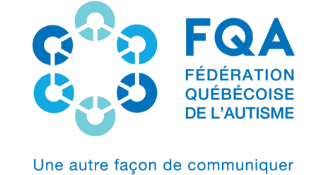 FQA
FÉDÉRATION
QUÉBÉCOISE
DE L'AUTISME
Une autre façon de communiquer